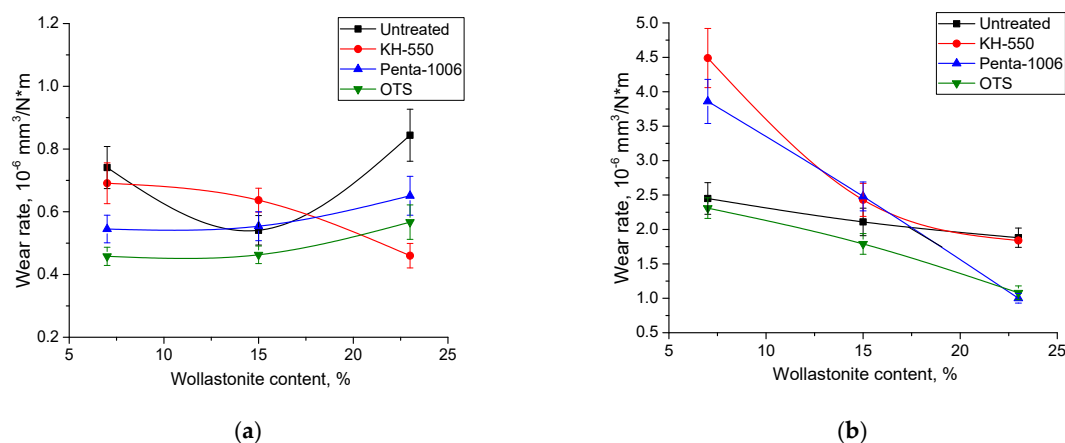 Untreated
KH-550
Penta-1006
OTS
Wear rate, 10⁻⁶ mm³/N*m
1.2
1.0
0.8
0.6
0.4
0.2
5
10
15
20
25
Wollastonite content, %
(a)
Untreated
KH-550
Penta-1006
OTS
Wear rate, 10⁻⁶ mm³/N*m
5.0
4.5
4.0
3.5
3.0
2.5
2.0
1.5
1.0
0.5
5
10
15
20
25
Wollastonite content, %
(b)